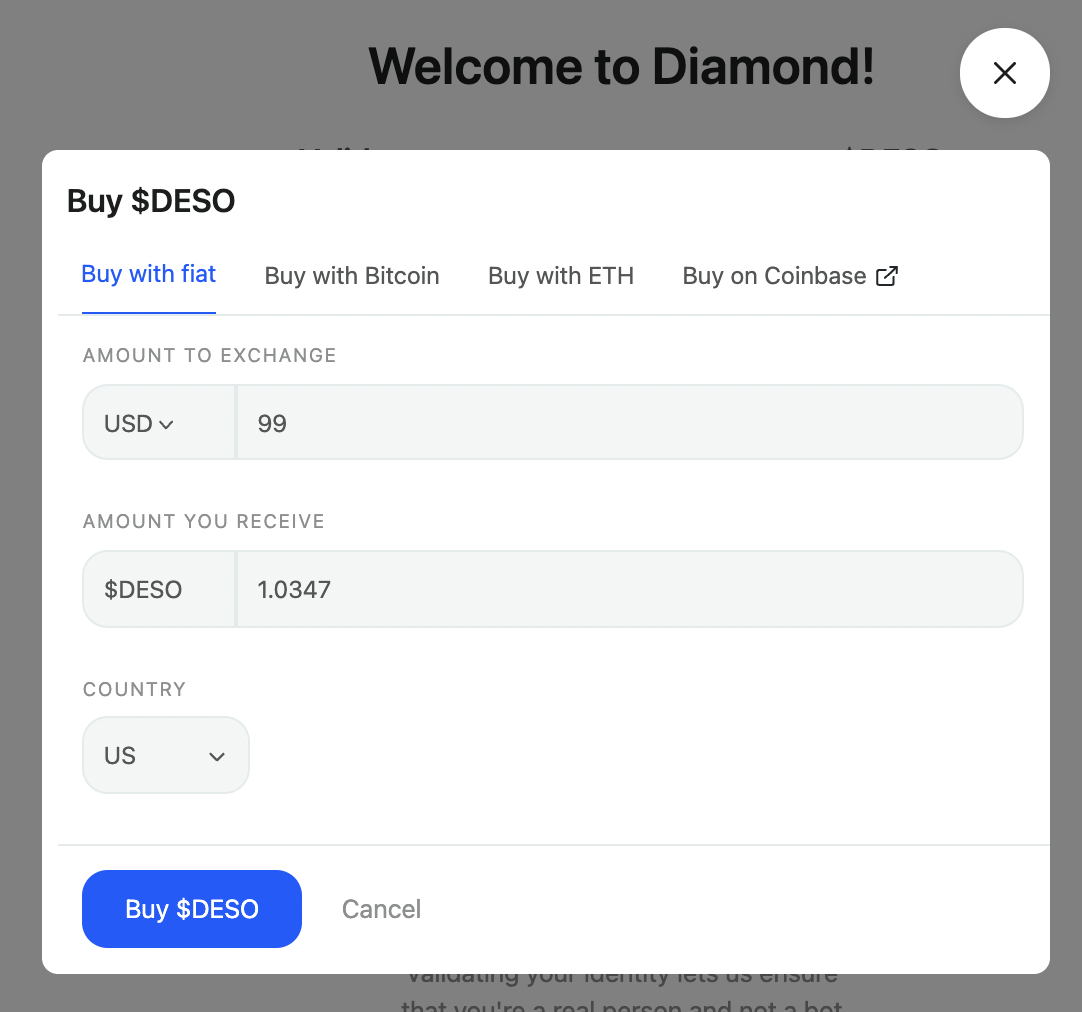 Welcome to Diamond!
Buy $DESO
Buy with fiat Buy with Bitcoin Buy with ETH Buy on Coinbase
AMOUNT TO EXCHANGE
USD 99
AMOUNT YOU RECEIVE
$DESO 1.0347
COUNTRY
US
Buy $DESO Cancel
validating your identity lets us ensure
that you're a real person and not a bot